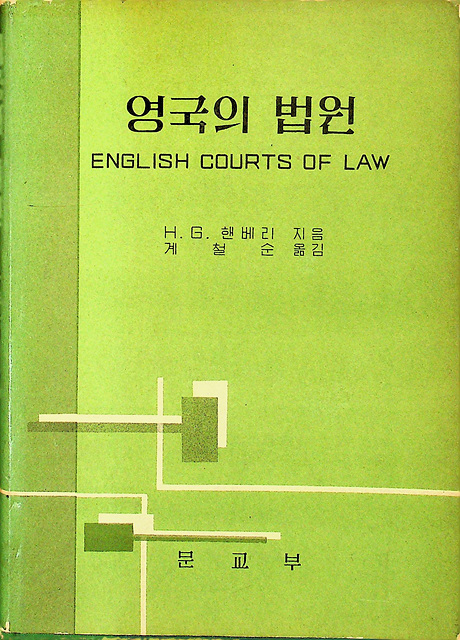 영국의 법원
ENGLISH COURTS OF LAW
H. G. 핸베리 지음
계 철 순 옮김
문 교 부